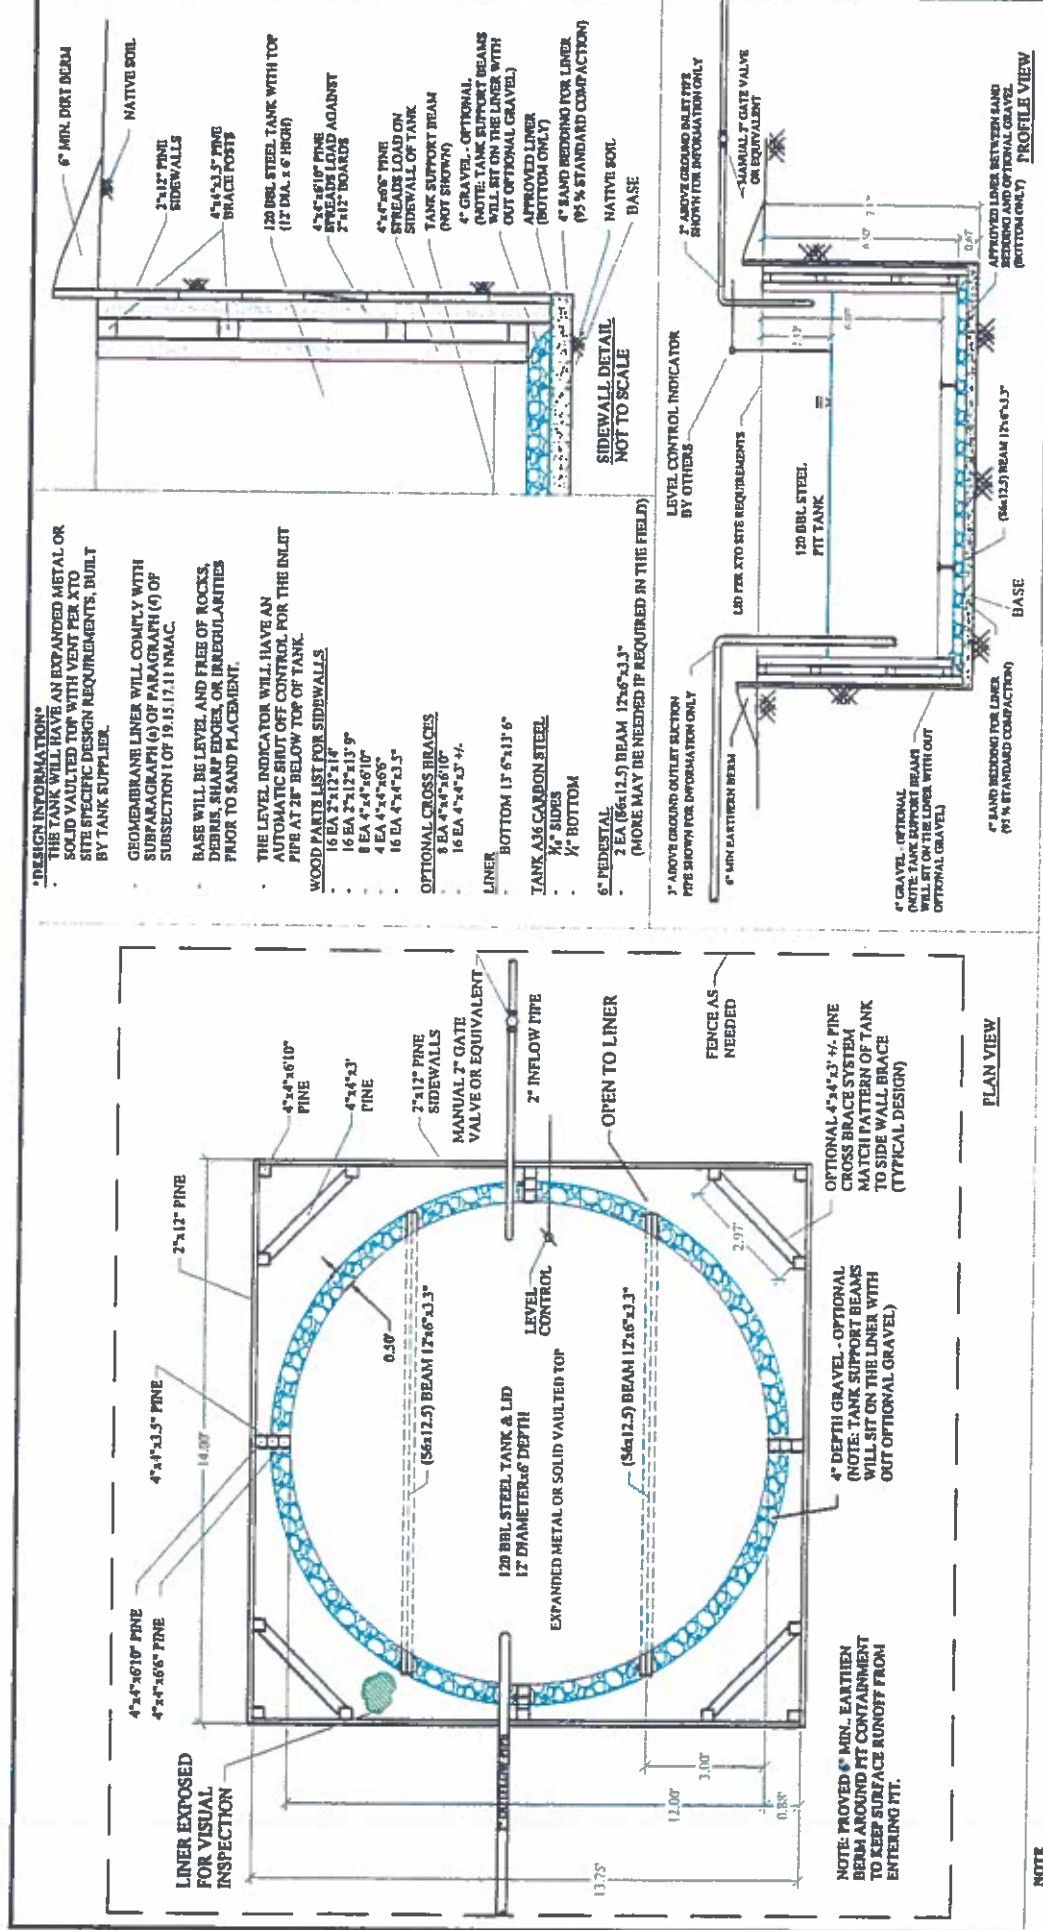 *DESIGN INFORMATION*
- THE TANK WILL HAVE AN EXPANDED METAL OR
SOLID VAULTED TOP WITH VENT PER XTO
SITE SPECIFIC DESIGN REQUIREMENTS, BUILT
BY TANK SUPPLIER.
- GEOMEMBRANE LINER WILL COMPLY WITH
SUBPARAGRAPH (a) OF PARAGRAPH (4) OF
SUBSECTION I OF 19.15.17.11 NMAC.
- BASE WILL BE LEVEL, AND FREE OF ROCKS,
DEBRIS, SHARP EDGES, OR IRREGULARITIES
PRIOR TO SAND PLACEMENT.
- THE LEVEL INDICATOR WILL HAVE AN
AUTOMATIC SHUT OFF CONTROL FOR THE INLET
PIPE AT 28" BELOW TOP OF TANK.
WOOD PARTS LIST FOR SIDEWALLS
- 16 EA 2"x12"x14'
- 16 EA 2"x12"x13' 9"
- 8 EA 4"x4"x6'10"
- 4 EA 4"x4"x6'6"
- 16 EA 4"x4"x3.5"
OPTIONAL CROSS BRACES
- 8 EA 4"x4"x6'10"
- 16 EA 4"x4"x3' +/-
LINER
- BOTTOM 13' 6"x13' 6"
TANK A36 CARBON STEEL
- SIDES
- ¼" BOTTOM
6" PEDESTAL
- 2 EA (S6x12.5) BEAM 12'x6"x3.3"
(MORE MAY BE NEEDED IF REQUIRED IN THE FIELD)
6" MIN. DIRT BERM
NATIVE SOIL
2"x12" PINE
SIDEWALLS
4"x4"x3.5" PINE
BRACE POSTS
120 BBL STEEL TANK WITH TOP
(12' DIA. x 6' HIGH)
4"x4"x6'10" PINE
SPREADS LOAD AGAINST
2"x12" BOARDS
4"x4"x6'6" PINE
SPREADS LOAD ON
SIDEWALL OF TANK
TANK SUPPORT BEAM
(NOT SHOWN)
4" GRAVEL - OPTIONAL
(NOTE: TANK SUPPORT BEAMS
WILL SIT ON THE LINER WITH
OUT OPTIONAL GRAVEL)
APPROVED LINER
(BOTTOM ONLY)
4" SAND BEDDING FOR LINER
(95 % STANDARD COMPACTION)
NATIVE SOIL
BASE
SIDEWALL DETAIL
NOT TO SCALE
LEVEL CONTROL INDICATOR
BY OTHERS
2" ABOVE GROUND INLET PIPE
SHOWN FOR INFORMATION ONLY
MANUAL 2" GATE VALVE
OR EQUIVALENT
LID PER XTO SITE REQUIREMENTS
120 BBL STEEL
PIT TANK
3" ABOVE GROUND OUTLET SUCTION
PIPE SHOWN FOR INFORMATION ONLY
6" MIN EARTHERN BERM
4" GRAVEL - OPTIONAL
(NOTE: TANK SUPPORT BEAMS
WILL SIT ON THE LINER WITH OUT
OPTIONAL GRAVEL)
4" SAND BEDDING FOR LINER
(95 % STANDARD COMPACTION)
BASE
(S6x12.5) BEAM 12'x6"x3.3"
APPROVED LINER BETWEEN SAND
BEDDING AND OPTIONAL GRAVEL
(BOTTOM ONLY)
0.67'
PROFILE VIEW
4"x4"x6'10" PINE
4"x4"x6'6" PINE
4"x4"x3.5" PINE
2"x12" PINE
4"x4"x6'10"
PINE
4"x4"x3'
PINE
2"x12" PINE
SIDEWALLS
MANUAL 2" GATE
VALVE OR EQUIVALENT
2" INFLOW PIPE
OPEN TO LINER
FENCE AS
NEEDED
14.00'
LINER EXPOSED
FOR VISUAL
INSPECTION
0.50'
(S6x12.5) BEAM 12'x6"x3.3"
LEVEL
CONTROL
120 BBL STEEL TANK & LID
12' DIAMETERx6' DEPTH
EXPANDED METAL OR SOLID VAULTED TOP
(S6x12.5) BEAM 12'x6"x3.3"
2.97'
OPTIONAL 4"x4"x3' +/- PINE
CROSS BRACE SYSTEM
MATCH PATTERN OF TANK
TO SIDE WALL BRACE
(TYPICAL DESIGN)
4" DEPTH GRAVEL - OPTIONAL
(NOTE: TANK SUPPORT BEAMS
WILL SIT ON THE LINER WITH
OUT OPTIONAL GRAVEL)
13.75'
12.00'
3.00'
0.88'
NOTE: PROVED 6" MIN.. EARTHEN
BERM AROUND PIT CONTAINMENT
TO KEEP SURFACE RUNOFF FROM
ENTERING PIT.
PLAN VIEW
NOTE